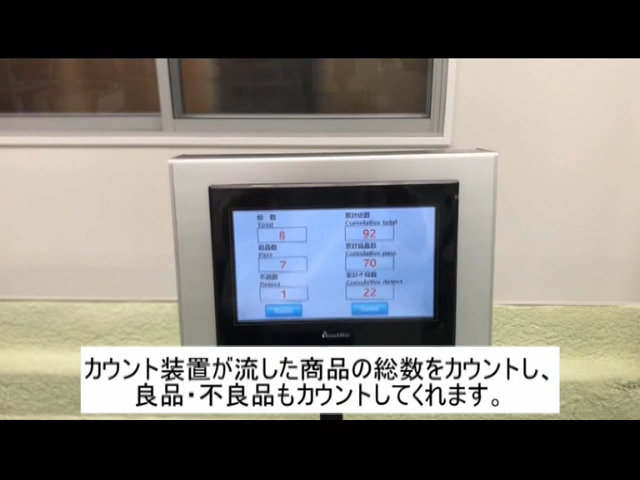 総 数
Total
8
良品数
Pass
7
不良数
Defect
1
Reset
累計総数
Cumulative total
92
累計良品数
Cumulative pass
70
累計不良数
Cumulative defect
22
Reset
カウント装置が流した商品の総数をカウントし、
良品・不良品もカウントしてくれます。